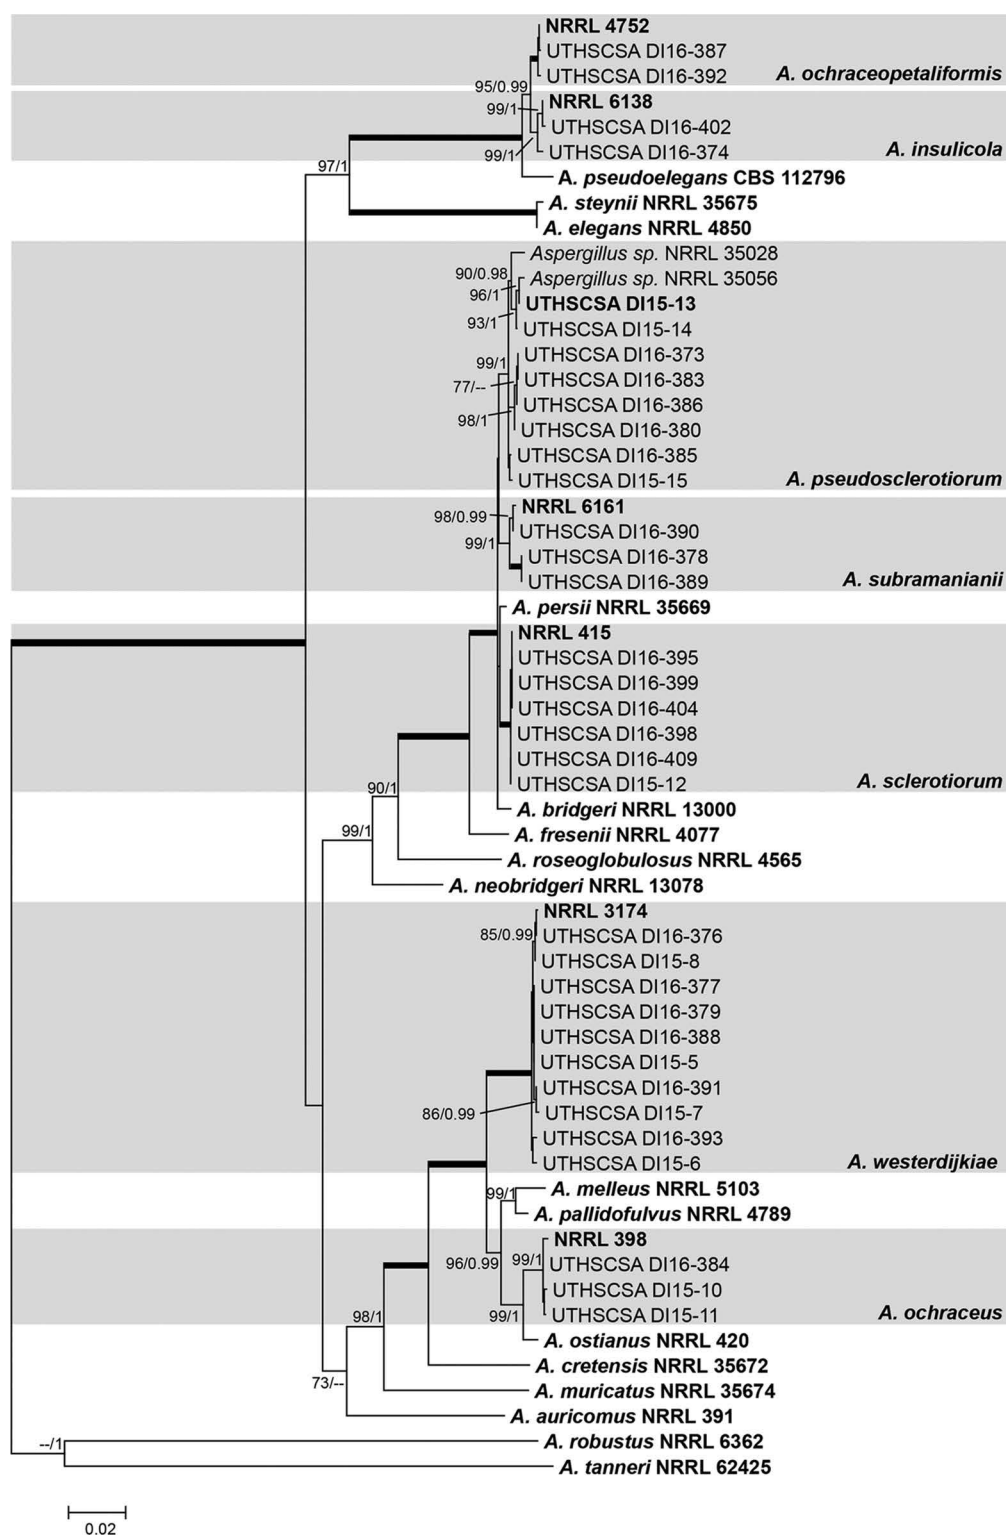 NRRL 4752
UTHSCSA DI16-387
UTHSCSA DI16-392
A. ochraceopetaliformis
95/0.99
NRRL 6138
99/1
UTHSCSA DI16-402
UTHSCSA DI16-374
A. insulicola
99/1
97/1
A. pseudoelegans CBS 112796
A. steynii NRRL 35675
A. elegans NRRL 4850
Aspergillus sp. NRRL 35028
90/0.98
Aspergillus sp. NRRL 35056
96/1
UTHSCSA DI15-13
93/1
UTHSCSA DI15-14
UTHSCSA DI16-373
99/1
UTHSCSA DI16-383
77/--
UTHSCSA DI16-386
98/1
UTHSCSA DI16-380
UTHSCSA DI16-385
UTHSCSA DI15-15
A. pseudosclerotiorum
NRRL 6161
98/0.99
UTHSCSA DI16-390
99/1
UTHSCSA DI16-378
UTHSCSA DI16-389
A. subramanianii
A. persii NRRL 35669
NRRL 415
UTHSCSA DI16-395
UTHSCSA DI16-399
UTHSCSA DI16-404
UTHSCSA DI16-398
UTHSCSA DI16-409
UTHSCSA DI15-12
A. sclerotiorum
90/1
A. bridgeri NRRL 13000
99/1
A. fresenii NRRL 4077
A. roseoglobulosus NRRL 4565
A. neobridgeri NRRL 13078
NRRL 3174
85/0.99
UTHSCSA DI16-376
UTHSCSA DI15-8
UTHSCSA DI16-377
UTHSCSA DI16-379
UTHSCSA DI16-388
UTHSCSA DI15-5
UTHSCSA DI16-391
86/0.99
UTHSCSA DI15-7
UTHSCSA DI16-393
UTHSCSA DI15-6
A. westerdijkiae
99/1
A. melleus NRRL 5103
A. pallidofulvus NRRL 4789
NRRL 398
96/0.99
99/1
UTHSCSA DI16-384
UTHSCSA DI15-10
99/1
UTHSCSA DI15-11
A. ochraceus
98/1
A. ostianus NRRL 420
A. cretensis NRRL 35672
73/--
A. muricatus NRRL 35674
A. auricomus NRRL 391
--/1
A. robustus NRRL 6362
A. tanneri NRRL 62425
0.02